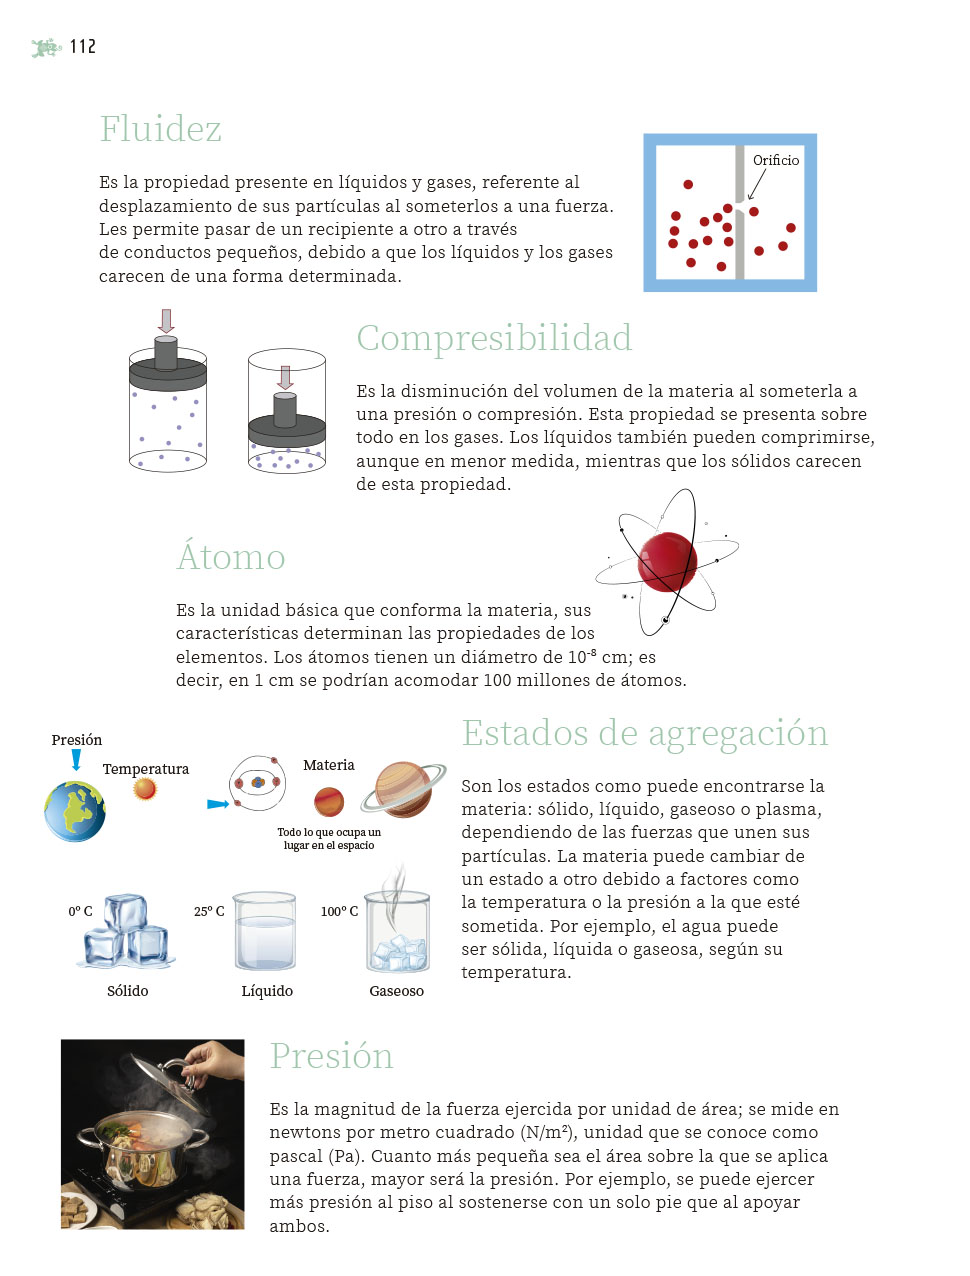 112
Fluidez
Es la propiedad presente en líquidos y gases, referente al
desplazamiento de sus partículas al someterlos a una fuerza.
Les permite pasar de un recipiente a otro a través
de conductos pequeños, debido a que los líquidos y los gases
carecen de una forma determinada.
Orificio
Compresibilidad
Es la disminución del volumen de la materia al someterla a
una presión o compresión. Esta propiedad se presenta sobre
todo en los gases. Los líquidos también pueden comprimirse,
aunque en menor medida, mientras que los sólidos carecen
de esta propiedad.
Átomo
Es la unidad básica que conforma la materia, sus
características determinan las propiedades de los
elementos. Los átomos tienen un diámetro de 10⁻⁸ cm; es
decir, en 1 cm se podrían acomodar 100 millones de átomos.
Presión
Temperatura
Materia
Todo lo que ocupa un
lugar en el espacio
0º C
25º C
100º C
Sólido
Líquido
Gaseoso
Estados de agregación
Son los estados como puede encontrarse la
materia: sólido, líquido, gaseoso o plasma,
dependiendo de las fuerzas que unen sus
partículas. La materia puede cambiar de
un estado a otro debido a factores como
la temperatura o la presión a la que esté
sometida. Por ejemplo, el agua puede
ser sólida, líquida o gaseosa, según su
temperatura.
Presión
Es la magnitud de la fuerza ejercida por unidad de área; se mide en
newtons por metro cuadrado (N/m²), unidad que se conoce como
pascal (Pa). Cuanto más pequeña sea el área sobre la que se aplica
una fuerza, mayor será la presión. Por ejemplo, se puede ejercer
más presión al piso al sostenerse con un solo pie que al apoyar
ambos.